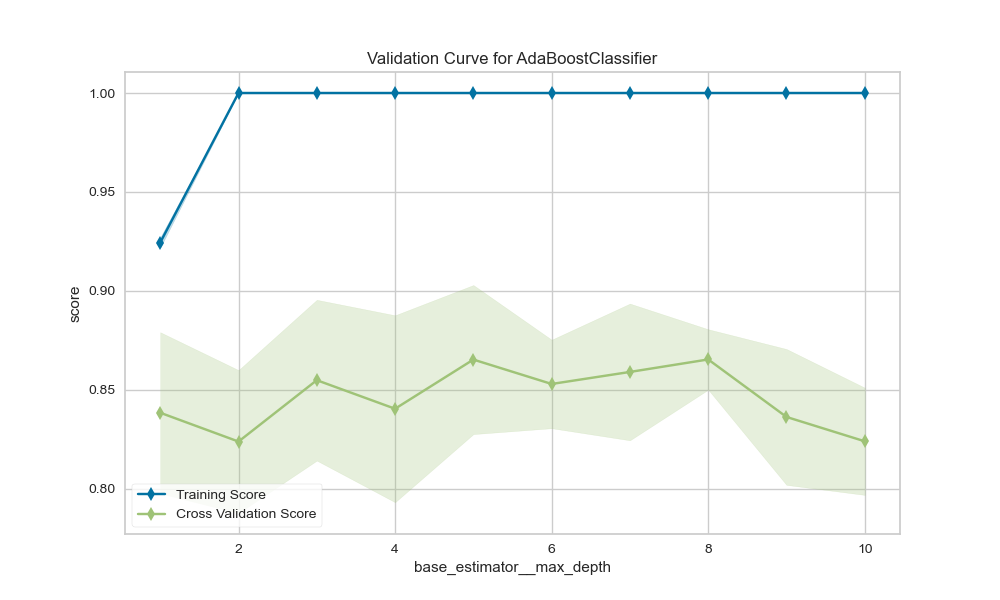 Validation Curve for AdaBoostClassifier
1.00
0.95
0.90
0.85
0.80
score
Training Score
Cross Validation Score
2 4 6 8 10
base_estimator__max_depth